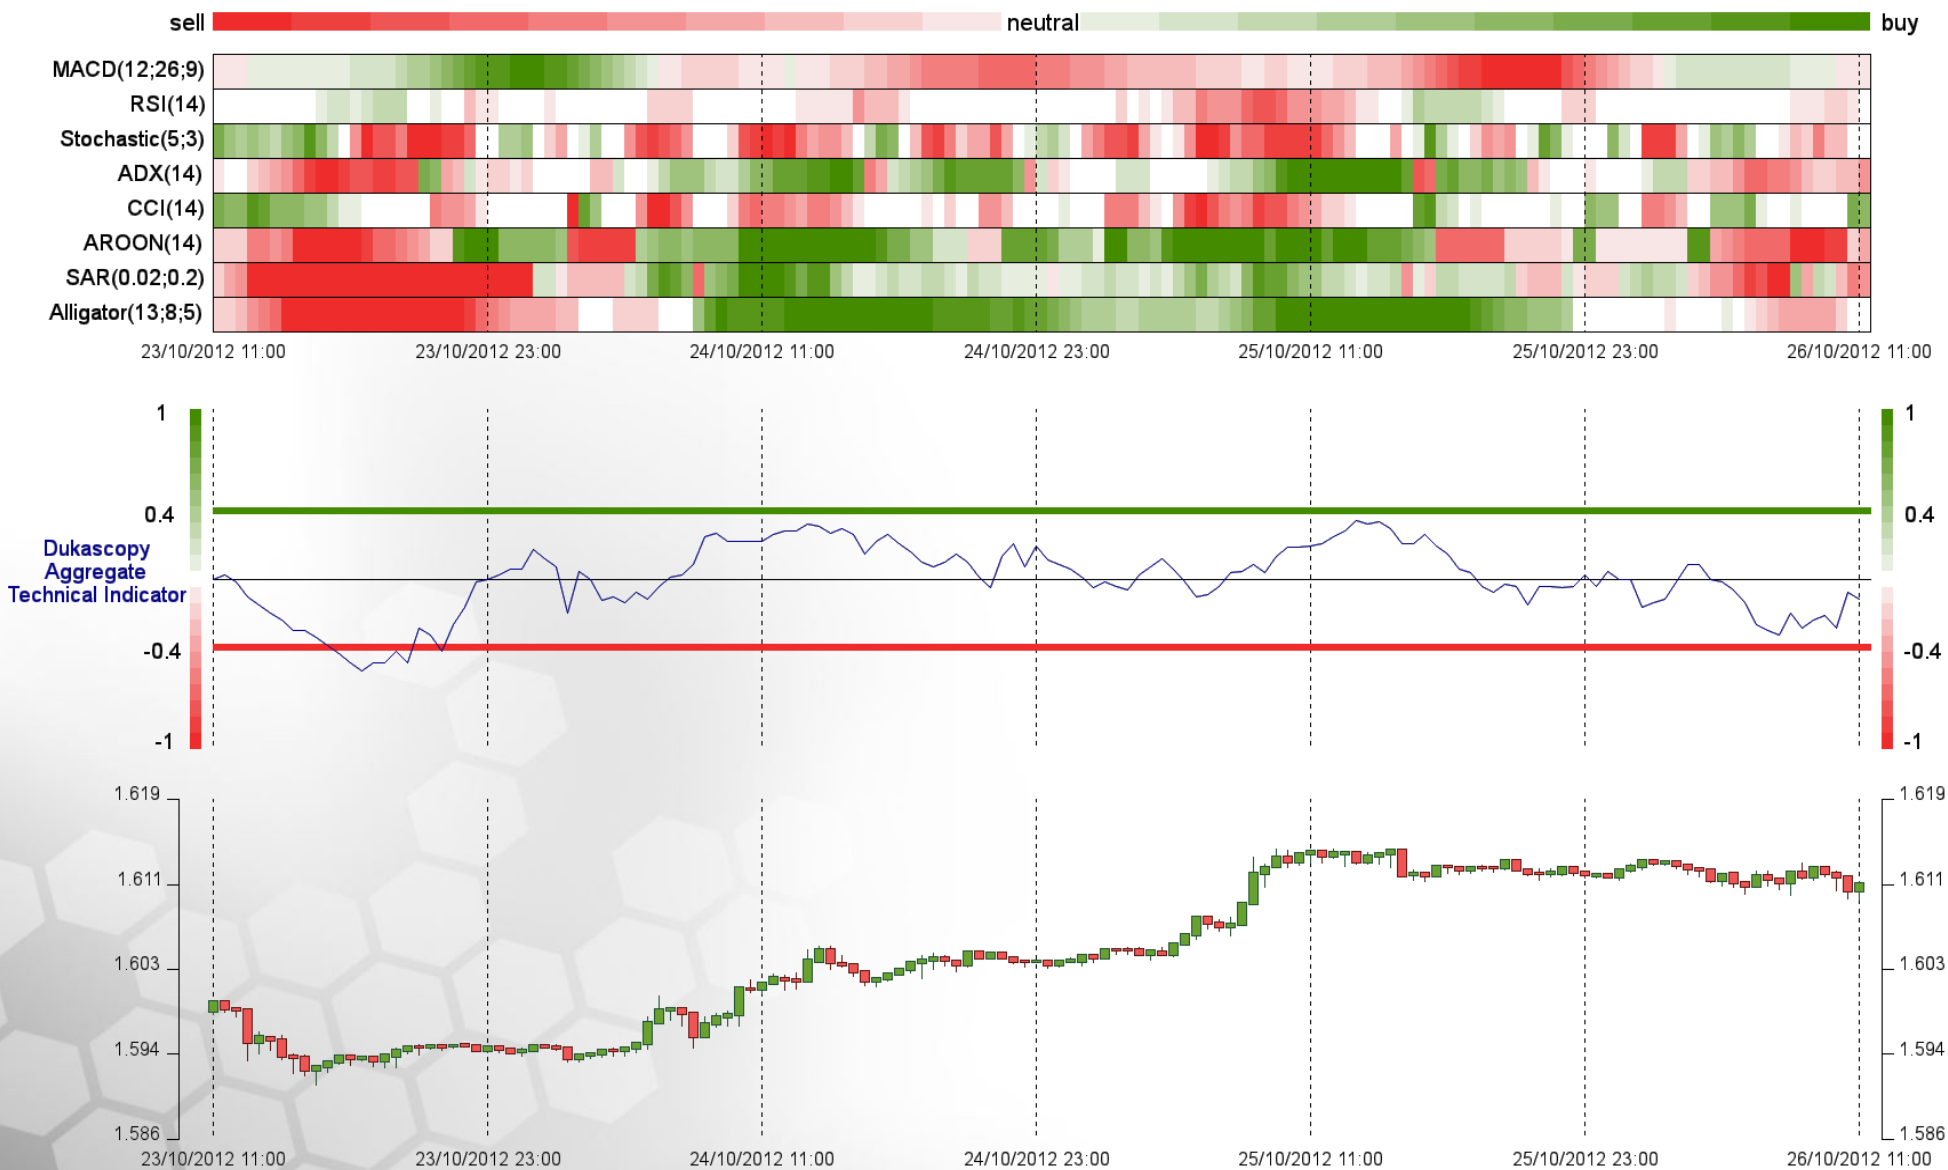 sell neutral buy
MACD(12;26;9)
RSI(14)
Stochastic(5;3)
ADX(14)
CCI(14)
AROON(14)
SAR(0.02;0.2)
Alligator(13;8;5)
23/10/2012 11:00 23/10/2012 23:00 24/10/2012 11:00 24/10/2012 23:00 25/10/2012 11:00 25/10/2012 23:00 26/10/2012 11:00
1 1
0.4 0.4
Dukascopy
Aggregate
Technical Indicator
-0.4 -0.4
-1 -1
1.619 1.619
1.611 1.611
1.603 1.603
1.594 1.594
1.586 1.586
23/10/2012 11:00 23/10/2012 23:00 24/10/2012 11:00 24/10/2012 23:00 25/10/2012 11:00 25/10/2012 23:00 26/10/2012 11:00